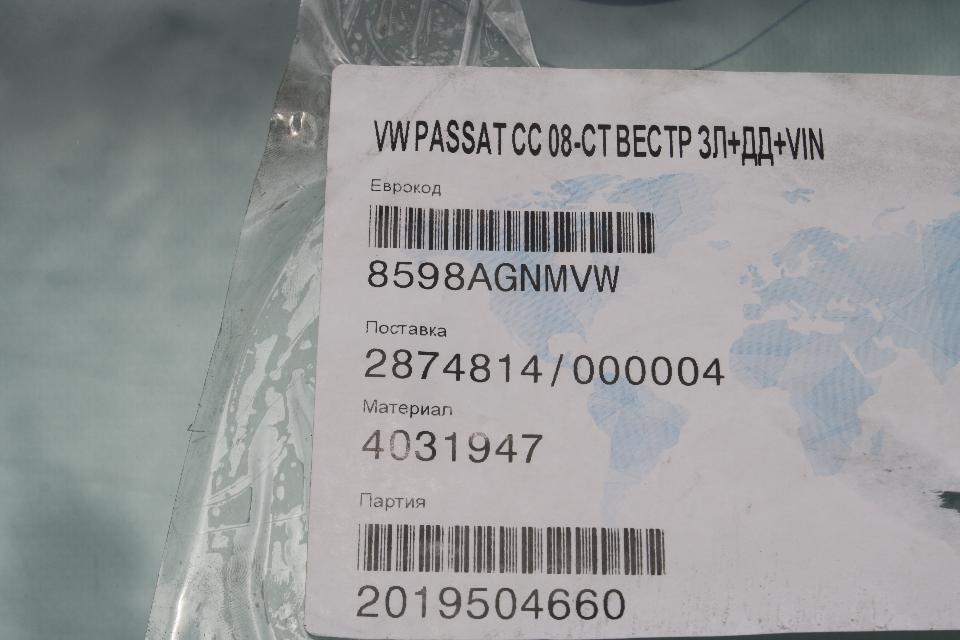 VW PASSAT CC 08-СТ ВЕСТР ЗЛ+ДД+VIN
Еврокод
8598AGNMVW
Поставка
2874814/000004
Материал
4031947
Партия
2019504660